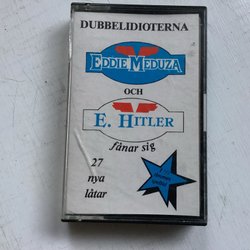 DUBBELIDIOTERNA
EDDIE MEDUZA
OCH
E. HITLER
fånar sig
27
nya
låtar